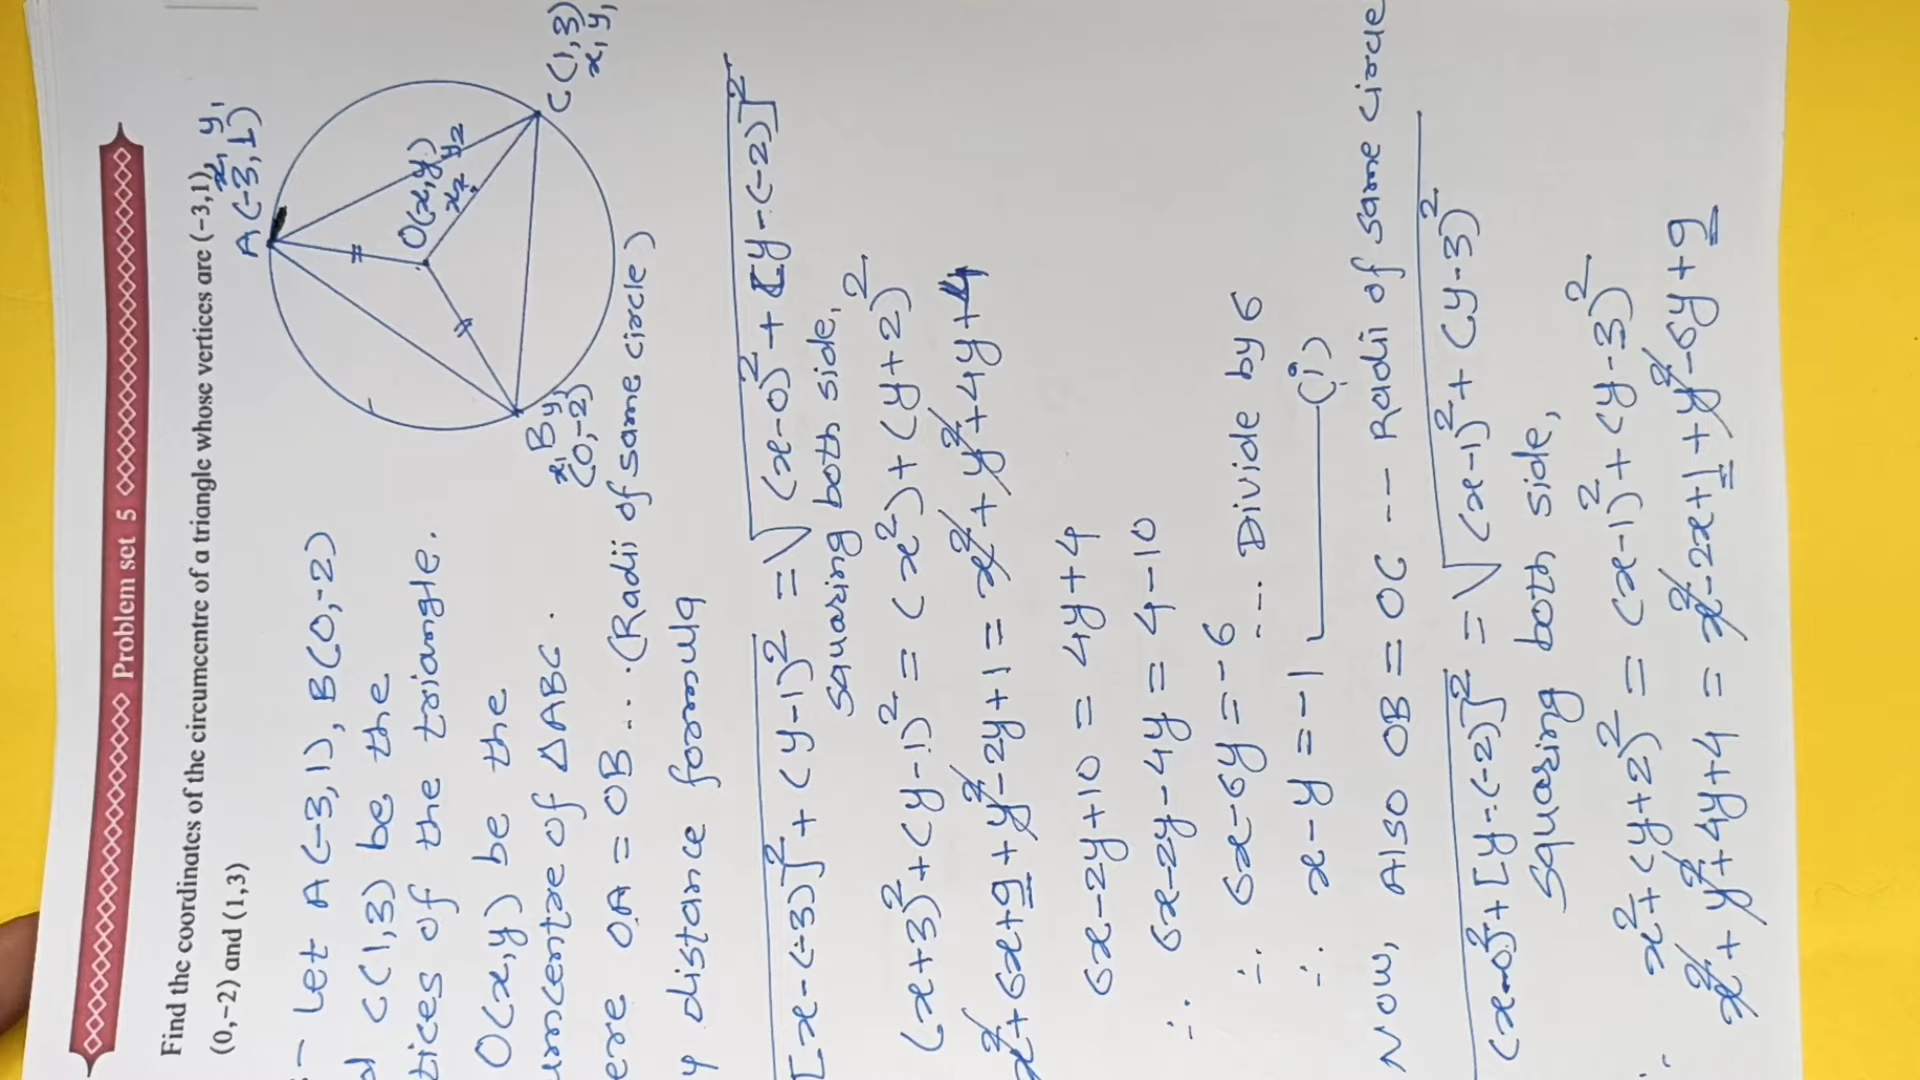 Problem set 5
Find the coordinates of the circumcentre of a triangle whose vertices are (-3,1),
(0,-2) and (1,3)
x, y,
A(-3,1)
O(x,y)
x₂ y₂
C(1,3)
x, y,
B
x, y
(0,-2)
:- Let A(-3,1), B(0,-2)
C(1,3) be the
tices of the triangle.
O(x,y) be the
umcentre of ΔABC.
ere OA = OB ... (Radii of same circle)
y distance formula
[x-(-3)]² + (y-1)² = √(x-0)² + [y-(-2)]²
squaring both side,
(x+3)² + (y-1)² = (x²) + (y+2)²
x² + 6x + 9 + y² - 2y + 1 = x² + y² + 4y + 4
6x - 2y + 10 = 4y + 4
∴ 6x - 2y - 4y = 4 - 10
∴ 6x - 6y = -6 ... Divide by 6
∴ x - y = -1 (i)
Now, Also OB = OC --- Radii of same circle
(x-0)² + [y-(-2)]² = √(x-1)² + (y-3)²
squaring both side,
∴ x² + (y+2)² = (x-1)² + (y-3)²
x² + y² + 4y + 4 = x² - 2x + 1 + y² - 6y + 9